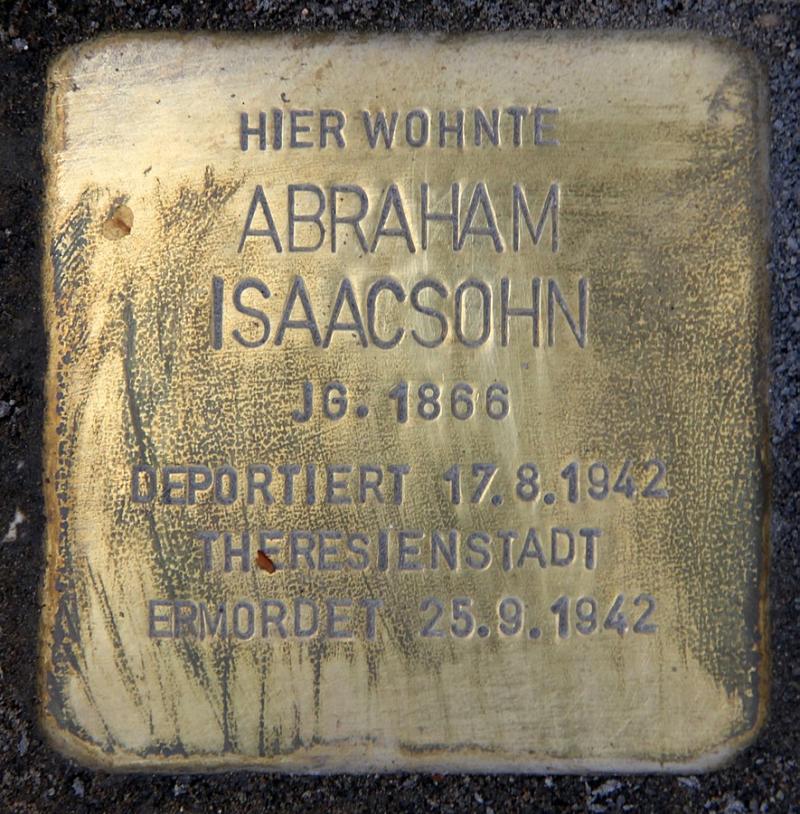 HIER WOHNTE
ABRAHAM
ISAACSOHN
JG. 1866
DEPORTIERT 17.8.1942
THERESIENSTADT
ERMORDET 25.9.1942